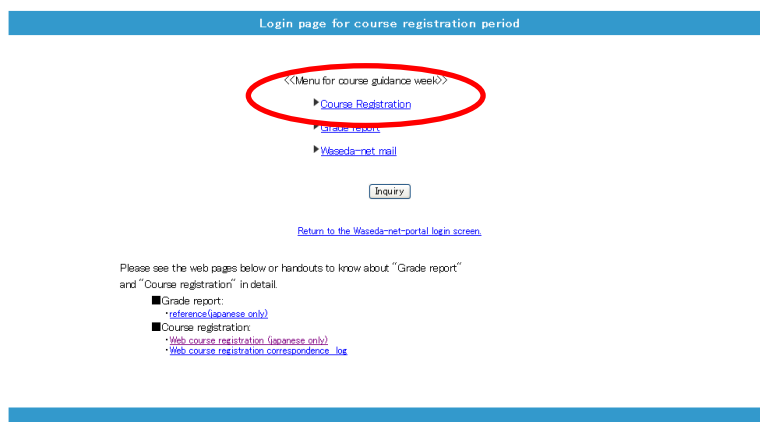 Login page for course registration period
<<Menu for course guidance week>>
▶Course Registration
▶Grade report
▶Waseda-net mail
Inquiry
Return to the Waseda-net-portal login screen.
Please see the web pages below or handouts to know about "Grade report"
and "Course registration" in detail.
■Grade report:
・reference(japanese only)
■Course registration:
・Web course registration (japanese only)
・Web course registration correspondence log